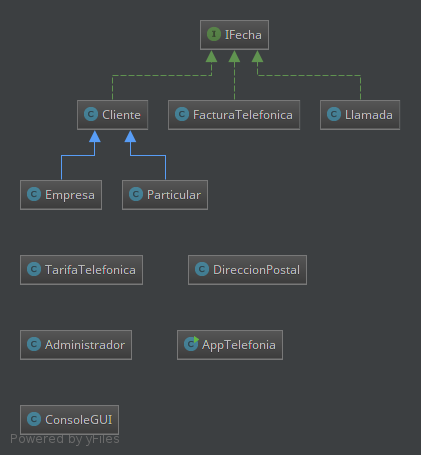 I IFecha
C Cliente
C FacturaTelefonica
C Llamada
C Empresa
C Particular
C TarifaTelefonica
C DireccionPostal
C Administrador
C AppTelefonia
C ConsoleGUI
Powered by yFiles